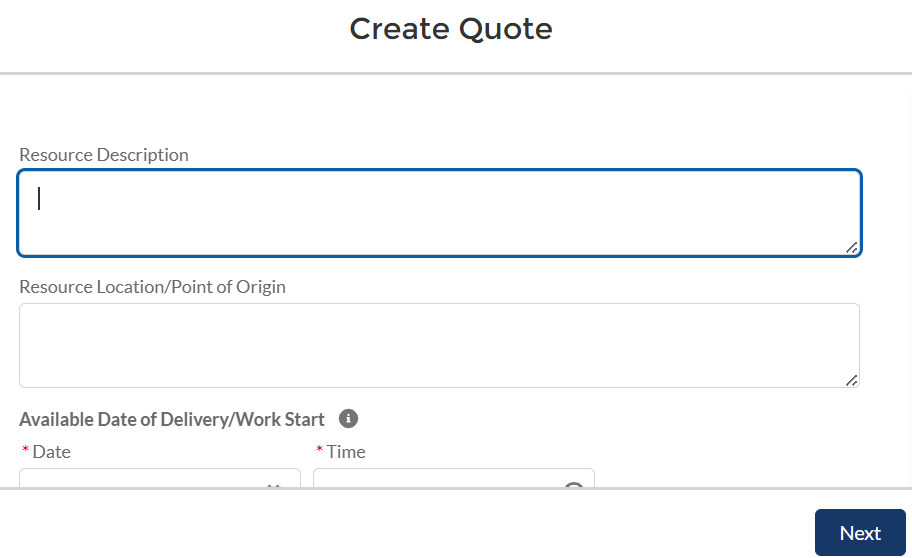 Create Quote
Resource Description
Resource Location/Point of Origin
Available Date of Delivery/Work Start
* Date * Time
Next